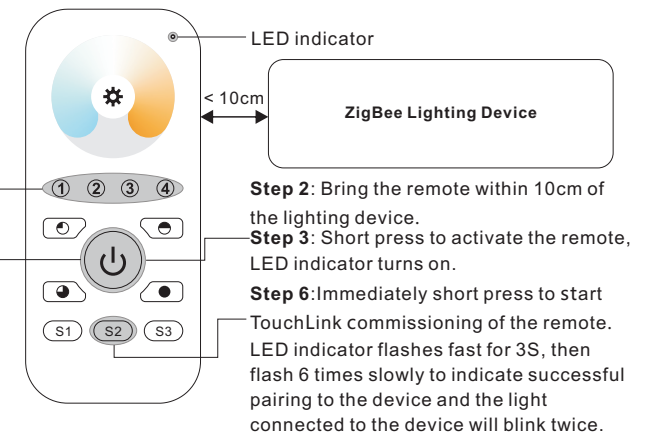 LED indicator
< 10cm
ZigBee Lighting Device
① ② ③ ④
Step 2: Bring the remote within 10cm of
the lighting device.
Step 3: Short press to activate the remote,
LED indicator turns on.
Step 6:Immediately short press to start
S1 S2 S3
TouchLink commissioning of the remote.
LED indicator flashes fast for 3S, then
flash 6 times slowly to indicate successful
pairing to the device and the light
connected to the device will blink twice.